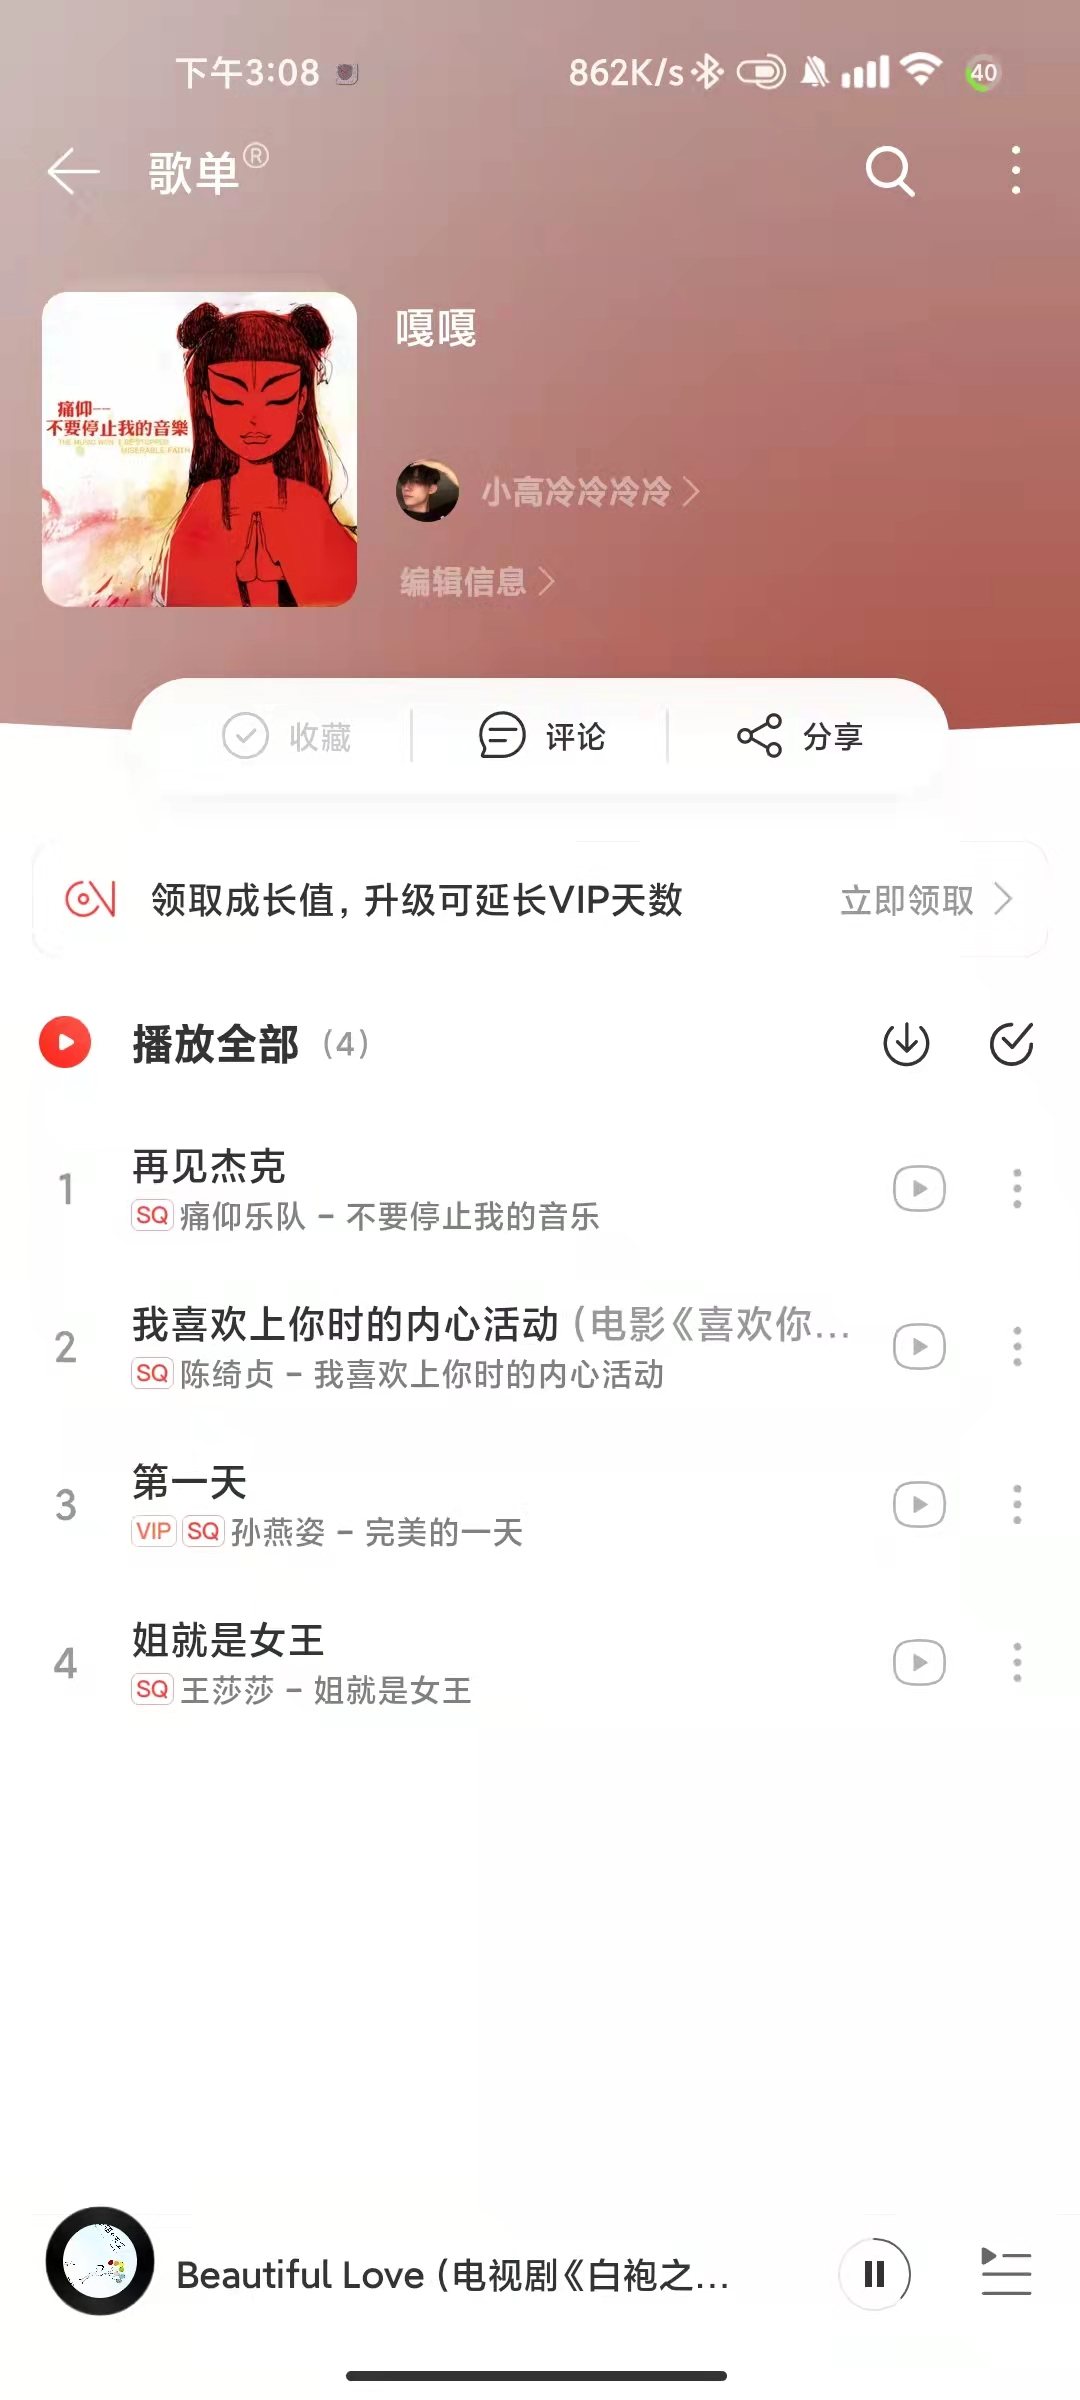 下午3:08 862K/s 40
歌单®
嘎嘎
痛仰——
不要停止我的音樂
THE MUSIC WON'T BE STOPPED
MISERABLE FAITH
小高冷冷冷冷
编辑信息
收藏 评论 分享
领取成长值，升级可延长VIP天数 立即领取
播放全部 (4)
1 再见杰克
SQ 痛仰乐队 - 不要停止我的音乐
2 我喜欢上你时的内心活动 (电影《喜欢你...
SQ 陈绮贞 - 我喜欢上你时的内心活动
3 第一天
VIP SQ 孙燕姿 - 完美的一天
4 姐就是女王
SQ 王莎莎 - 姐就是女王
Beautiful Love (电视剧《白袍之...